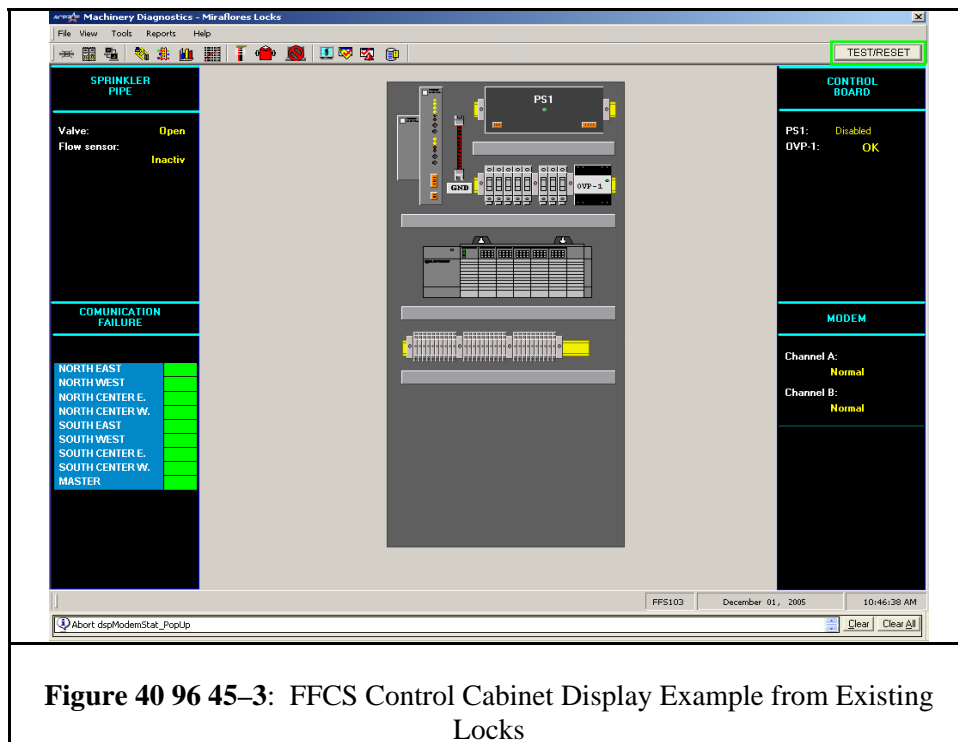 Machinery Diagnostics - Miraflores Locks
File View Tools Reports Help
TEST/RESET
SPRINKLER
PIPE
Valve: Open
Flow sensor:
Inactiv
COMUNICATION
FAILURE
NORTH EAST
NORTH WEST
NORTH CENTER E.
NORTH CENTER W.
SOUTH EAST
SOUTH WEST
SOUTH CENTER E.
SOUTH CENTER W.
MASTER
PS1
GND
OVP-1
CONTROL
BOARD
PS1: Disabled
OVP-1: OK
MODEM
Channel A:
Normal
Channel B:
Normal
FFS103 December 01, 2005 10:46:38 AM
Abort dspModemStat_PopUp Clear Clear All
Figure 40 96 45–3: FFCS Control Cabinet Display Example from Existing
Locks